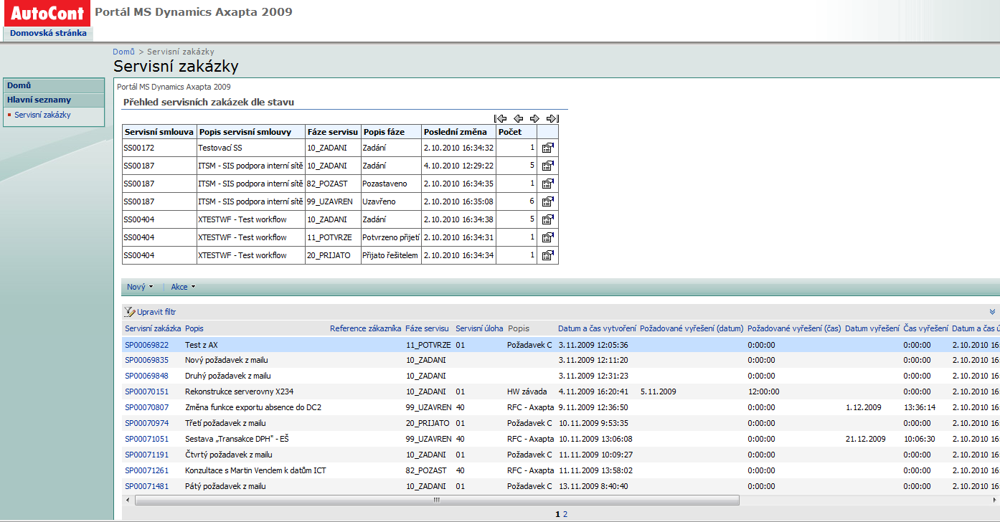 AutoCont Portál MS Dynamics Axapta 2009
Domovská stránka
Domů > Servisní zakázky
Servisní zakázky
Domů
Hlavní seznamy
Servisní zakázky
Portál MS Dynamics Axapta 2009
Přehled servisních zakázek dle stavu
Servisní smlouva Popis servisní smlouvy Fáze servisu Popis fáze Poslední změna Počet
SS00172 Testovací SS 10_ZADANI Zadání 2.10.2010 16:34:32 1
SS00187 ITSM - SIS podpora interní sítě 10_ZADANI Zadání 4.10.2010 12:29:22 5
SS00187 ITSM - SIS podpora interní sítě 82_POZAST Pozastaveno 2.10.2010 16:34:35 1
SS00187 ITSM - SIS podpora interní sítě 99_UZAVREN Uzavřeno 2.10.2010 16:35:08 6
SS00404 XTESTWF - Test workflow 10_ZADANI Zadání 2.10.2010 16:34:38 5
SS00404 XTESTWF - Test workflow 11_POTVRZE Potvrzeno přijetí 2.10.2010 16:34:31 1
SS00404 XTESTWF - Test workflow 20_PRIJATO Přijato řešitelem 2.10.2010 16:34:34 1
Nový Akce
Upravit filtr
Servisní zakázka Popis Reference zákazníka Fáze servisu Servisní úloha Popis Datum a čas vytvoření Požadované vyřešení (datum) Požadované vyřešení (čas) Datum vyřešení Čas vyřešení Datum a čas ú
SP00069822 Test z AX 11_POTVRZE 01 Požadavek C 3.11.2009 12:05:36 0:00:00 0:00:00 2.10.2010 16:
SP00069835 Nový požadavek z mailu 10_ZADANI 3.11.2009 12:11:20 0:00:00 0:00:00 2.10.2010 16:
SP00069848 Druhý požadavek z mailu 10_ZADANI 3.11.2009 12:31:23 0:00:00 0:00:00 2.10.2010 16:
SP00070151 Rekonstrukce serverovny X234 10_ZADANI 01 HW závada 4.11.2009 16:20:41 5.11.2009 12:00:00 0:00:00 2.10.2010 16:
SP00070807 Změna funkce exportu absence do DC2 99_UZAVREN 40 RFC - Axapta 9.11.2009 12:36:50 0:00:00 1.12.2009 13:36:14 2.10.2010 16:
SP00070974 Třetí požadavek z mailu 20_PRIJATO 01 Požadavek C 10.11.2009 9:53:35 0:00:00 0:00:00 2.10.2010 16:
SP00071051 Sestava „Transakce DPH" - EŠ 99_UZAVREN 40 RFC - Axapta 10.11.2009 13:06:08 0:00:00 21.12.2009 10:06:30 2.10.2010 16:
SP00071191 Čtvrtý požadavek z mailu 10_ZADANI 01 Požadavek C 11.11.2009 10:09:27 0:00:00 0:00:00 2.10.2010 16:
SP00071261 Konzultace s Martin Venclem k datům ICT 82_POZAST 40 RFC - Axapta 11.11.2009 13:58:02 0:00:00 0:00:00 2.10.2010 16:
SP00071481 Pátý požadavek z mailu 10_ZADANI 01 Požadavek C 13.11.2009 8:40:40 0:00:00 0:00:00 2.10.2010 16:
1 2